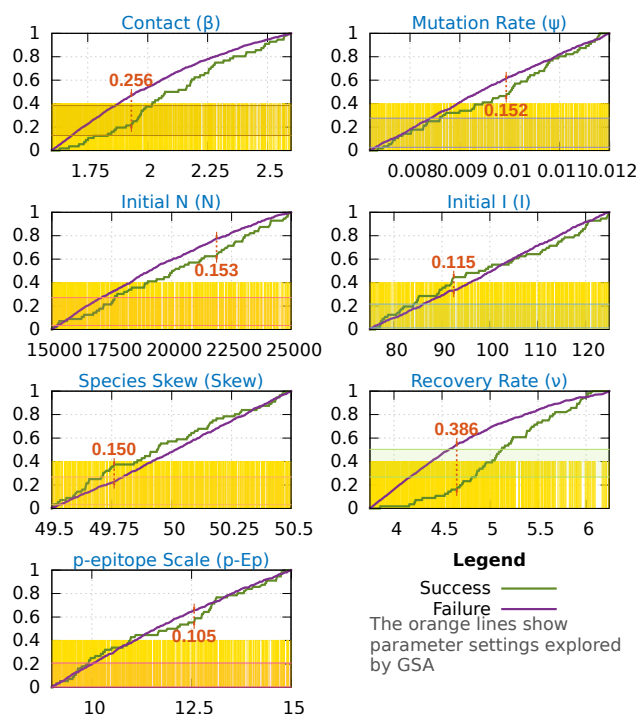 Contact (β)
1
0.8
0.6
0.4
0.2
0
0.256
1.75 2 2.25 2.5
Mutation Rate (ψ)
1
0.8
0.6
0.4
0.2
0
0.152
0.008 0.009 0.01 0.011 0.012
Initial N (N)
1
0.8
0.6
0.4
0.2
0
0.153
15000 17500 20000 22500 25000
Initial I (I)
1
0.8
0.6
0.4
0.2
0
0.115
80 90 100 110 120
Species Skew (Skew)
1
0.8
0.6
0.4
0.2
0
0.150
49.5 49.75 50 50.25 50.5
Recovery Rate (ν)
1
0.8
0.6
0.4
0.2
0
0.386
4 4.5 5 5.5 6
p-epitope Scale (p-Ep)
1
0.8
0.6
0.4
0.2
0
0.105
10 12.5 15
Legend
Success
Failure
The orange lines show
parameter settings explored
by GSA